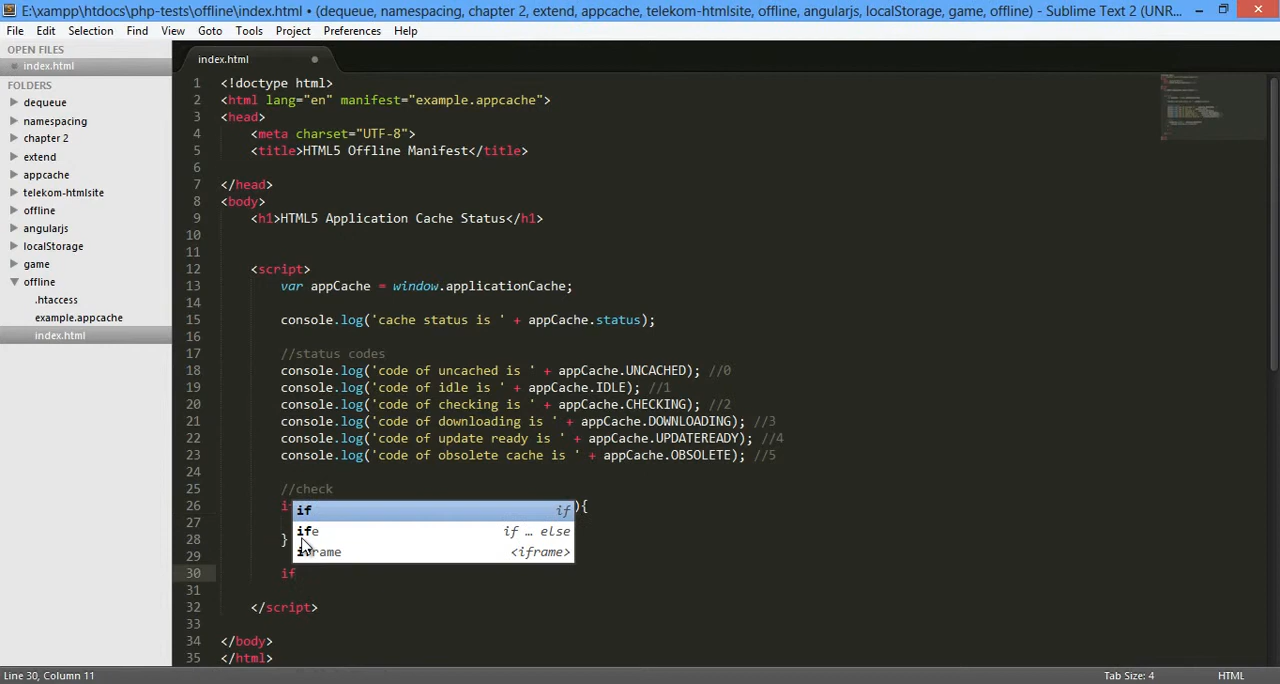 E:\xampp\htdocs\php-tests\offline\index.html • (dequeue, namespacing, chapter 2, extend, appcache, telekom-htmlsite, offline, angularjs, localStorage, game, offline) - Sublime Text 2 (UNR...
File Edit Selection Find View Goto Tools Project Preferences Help
OPEN FILES
index.html
FOLDERS
dequeue
namespacing
chapter 2
extend
appcache
telekom-htmlsite
offline
angularjs
localStorage
game
offline
.htaccess
example.appcache
index.html
index.html
1 <!doctype html>
2 <html lang="en" manifest="example.appcache">
3 <head>
4 <meta charset="UTF-8">
5 <title>HTML5 Offline Manifest</title>
6
7 </head>
8 <body>
9 <h1>HTML5 Application Cache Status</h1>
10
11
12 <script>
13 var appCache = window.applicationCache;
14
15 console.log('cache status is ' + appCache.status);
16
17 //status codes
18 console.log('code of uncached is ' + appCache.UNCACHED); //0
19 console.log('code of idle is ' + appCache.IDLE); //1
20 console.log('code of checking is ' + appCache.CHECKING); //2
21 console.log('code of downloading is ' + appCache.DOWNLOADING); //3
22 console.log('code of update ready is ' + appCache.UPDATEREADY); //4
23 console.log('code of obsolete cache is ' + appCache.OBSOLETE); //5
24
25 //check
26 ){
if if
27
ife if … else
28 }
iframe <iframe>
29
30 if
31
32 </script>
33
34 </body>
35 </html>
Line 30, Column 11 Tab Size: 4 HTML